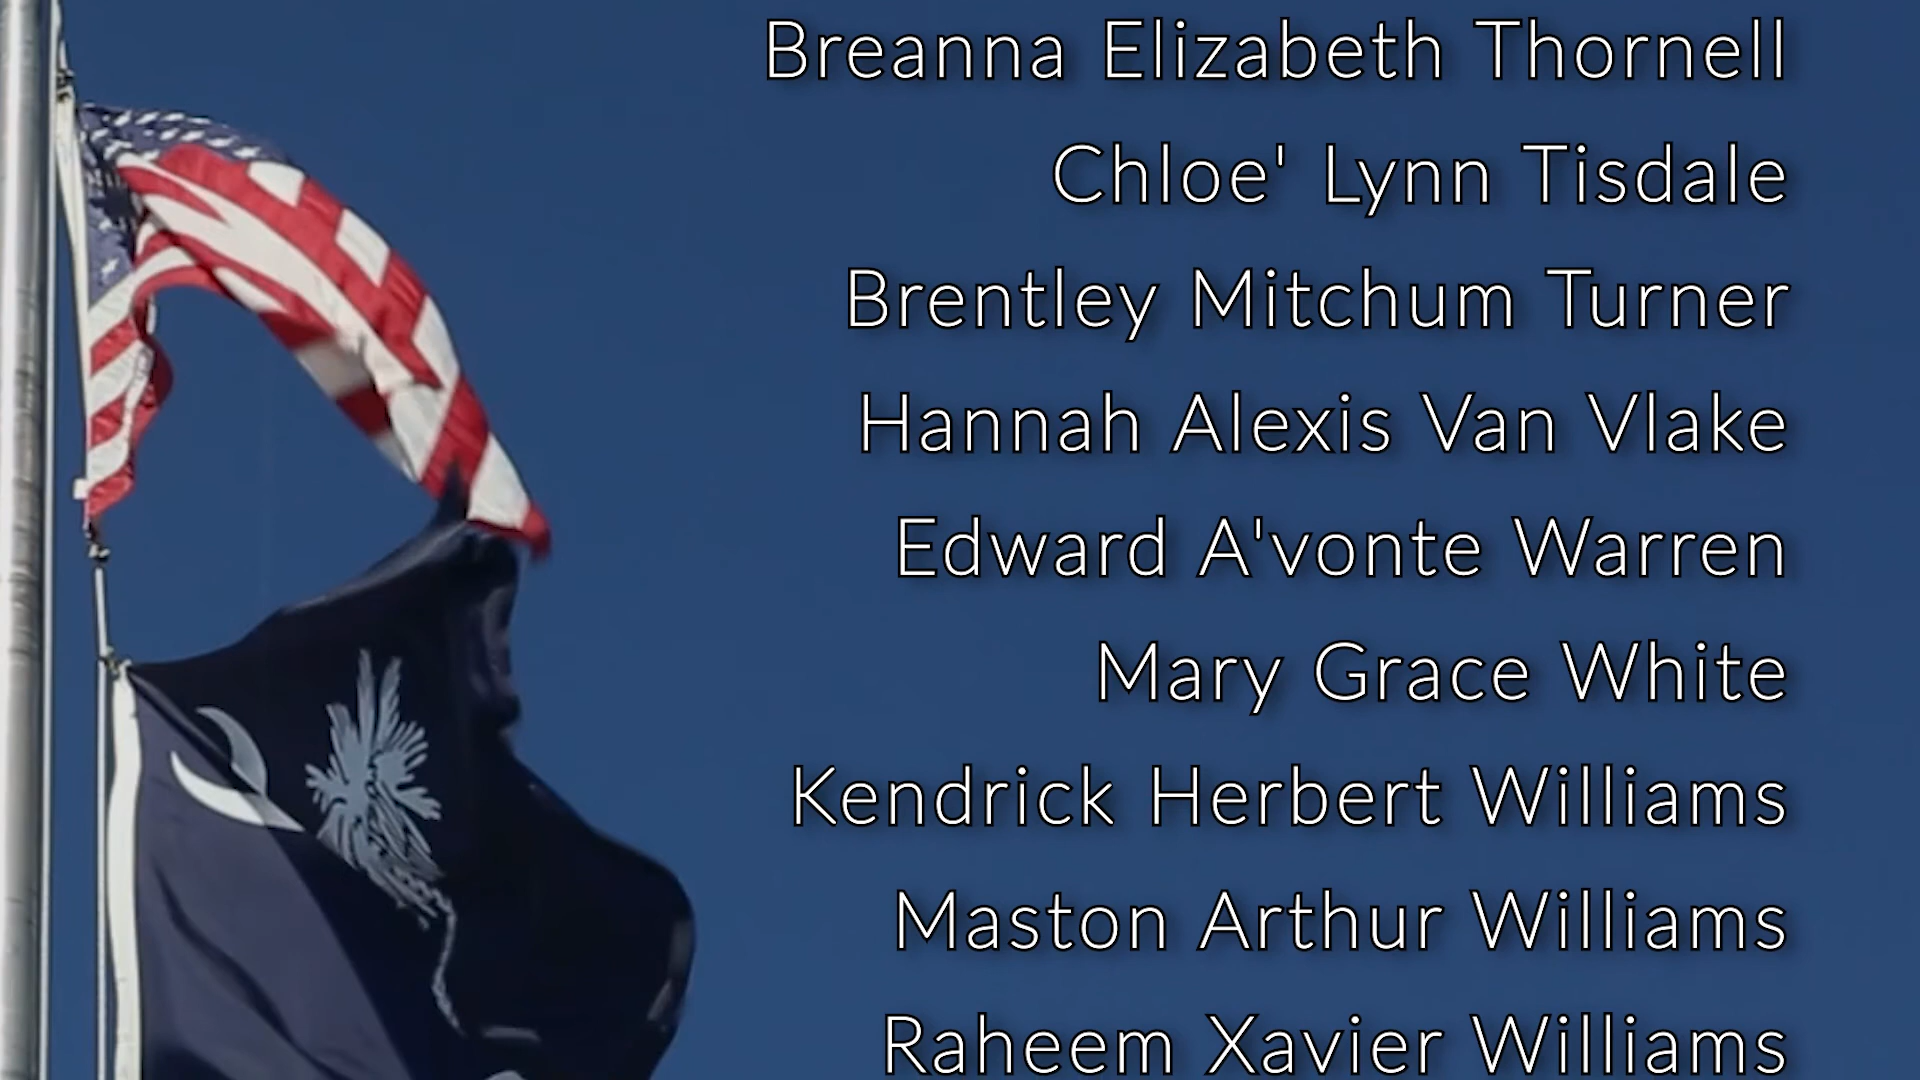 Breanna Elizabeth Thornell
Chloe' Lynn Tisdale
Brentley Mitchum Turner
Hannah Alexis Van Vlake
Edward A'vonte Warren
Mary Grace White
Kendrick Herbert Williams
Maston Arthur Williams
Raheem Xavier Williams